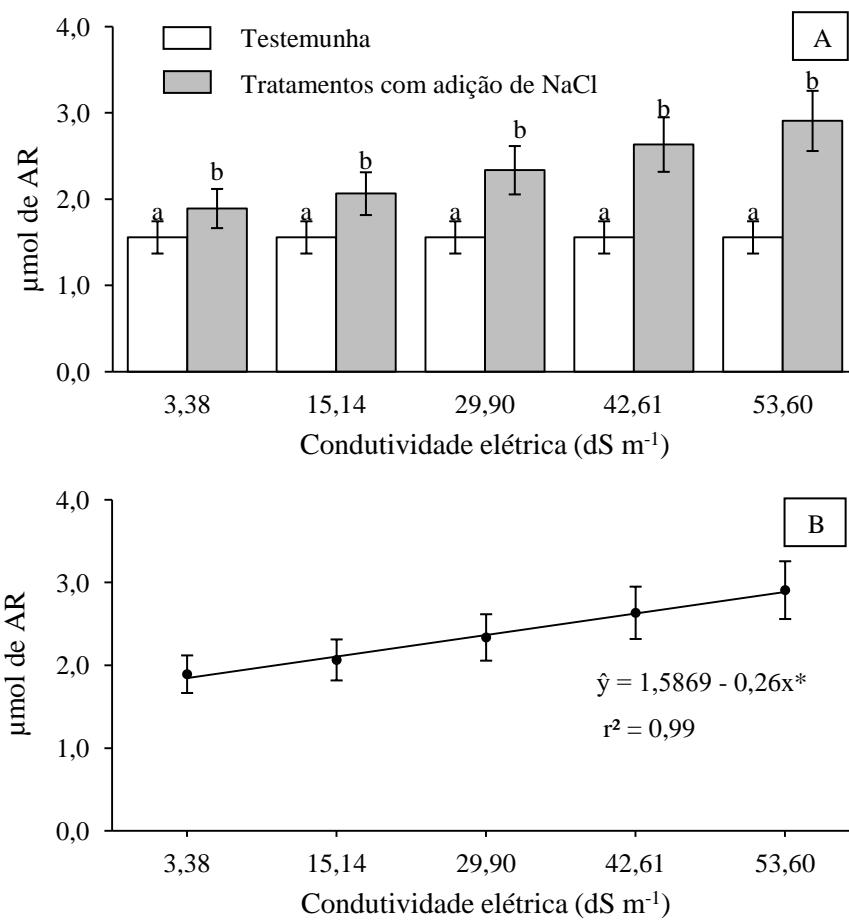 4,0
Testemunha
A
Tratamentos com adição de NaCl
3,0
2,0
1,0
0,0
µmol de AR
a b a b a b a b a b
3,38 15,14 29,90 42,61 53,60
Condutividade elétrica (dS m⁻¹)
4,0
B
3,0
2,0
1,0
0,0
µmol de AR
ŷ = 1,5869 - 0,26x*
r² = 0,99
3,38 15,14 29,90 42,61 53,60
Condutividade elétrica (dS m⁻¹)